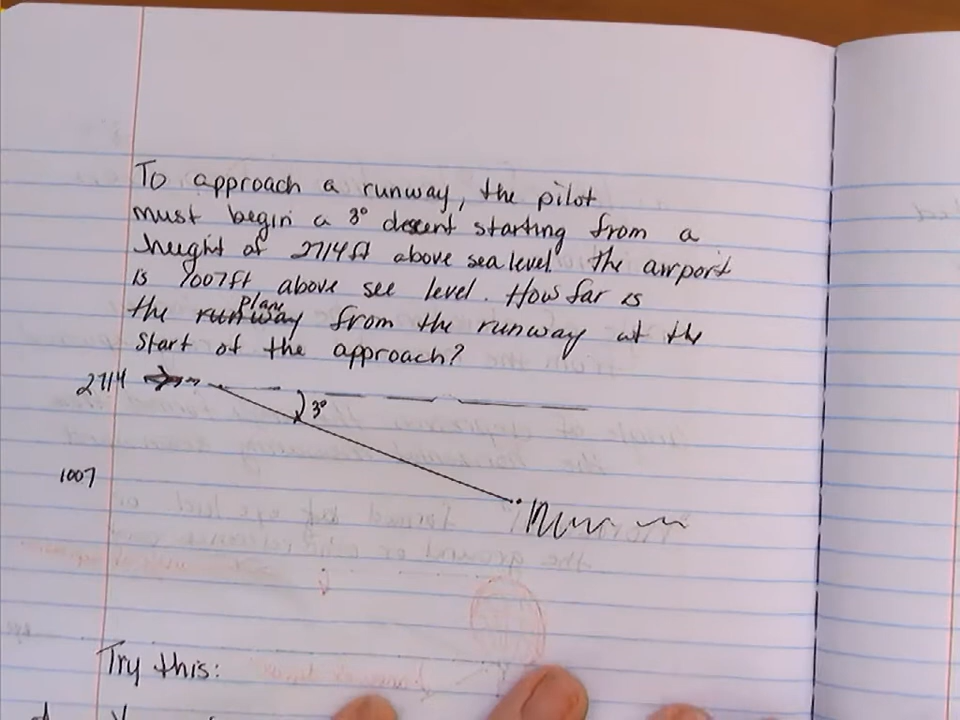 To approach a runway, the pilot
must begin a 3° descent starting from a
height of 2714ft above sea level. The airport
is 1007ft above see level. How far is
the runway Plane from the runway at the
start of the approach?
2714
3°
1007
Try this: